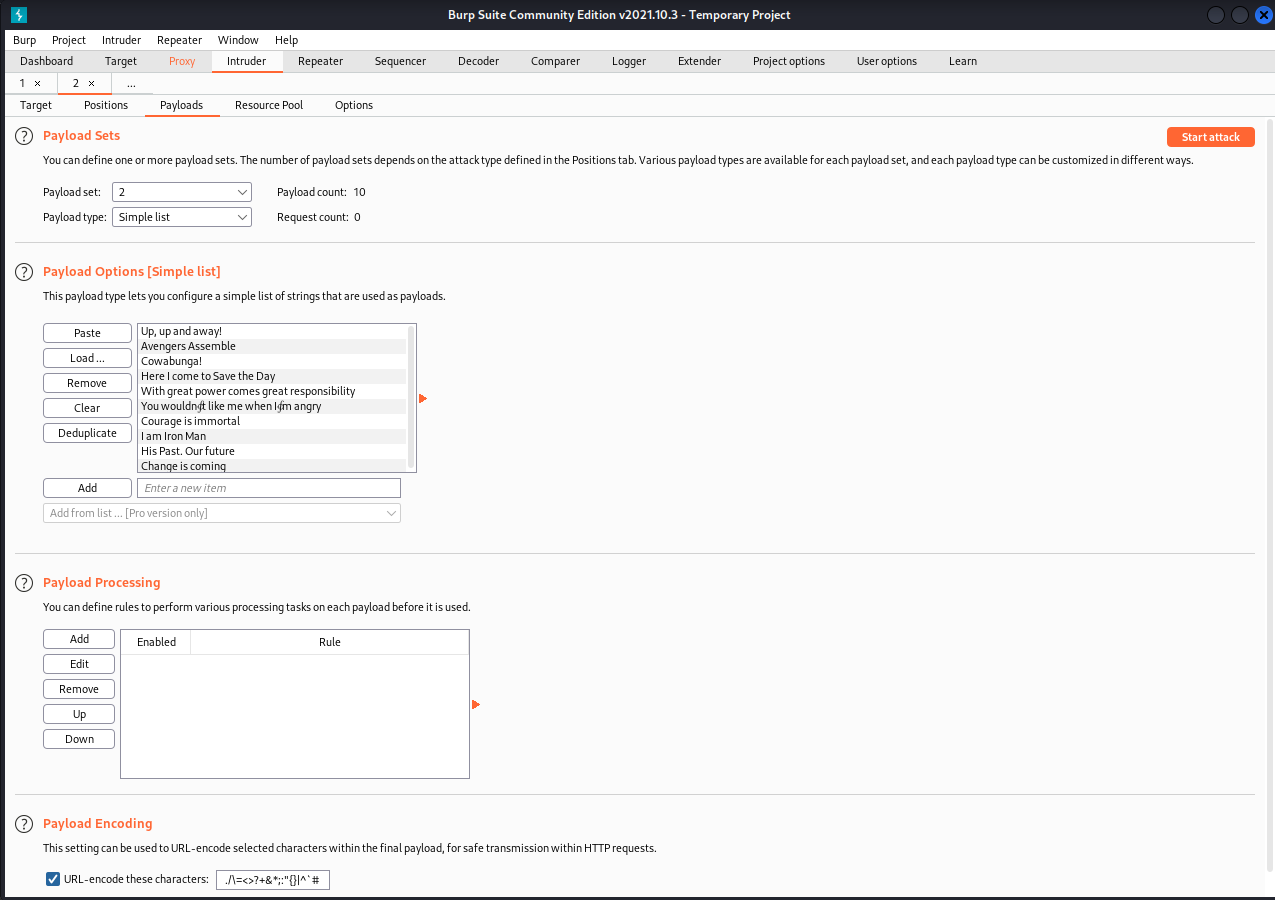 Burp Suite Community Edition v2021.10.3 - Temporary Project
Burp Project Intruder Repeater Window Help
Dashboard Target Proxy Intruder Repeater Sequencer Decoder Comparer Logger Extender Project options User options Learn
1 × 2 × ...
Target Positions Payloads Resource Pool Options
? Payload Sets Start attack
You can define one or more payload sets. The number of payload sets depends on the attack type defined in the Positions tab. Various payload types are available for each payload set, and each payload type can be customized in different ways.
Payload set: 2 Payload count: 10
Payload type: Simple list Request count: 0
? Payload Options [Simple list]
This payload type lets you configure a simple list of strings that are used as payloads.
Paste
Load ...
Remove
Clear
Deduplicate
Up, up and away!
Avengers Assemble
Cowabunga!
Here I come to Save the Day
With great power comes great responsibility
You like me when angry
Courage is immortal
I am Iron Man
His Past. Our future
Change is coming
Add Enter a new item
Add from list ... [Pro version only]
? Payload Processing
You can define rules to perform various processing tasks on each payload before it is used.
Add
Edit
Remove
Up
Down
Enabled Rule
? Payload Encoding
This setting can be used to URL-encode selected characters within the final payload, for safe transmission within HTTP requests.
URL-encode these characters: ./\=<>?+&*;:"{}|^`#